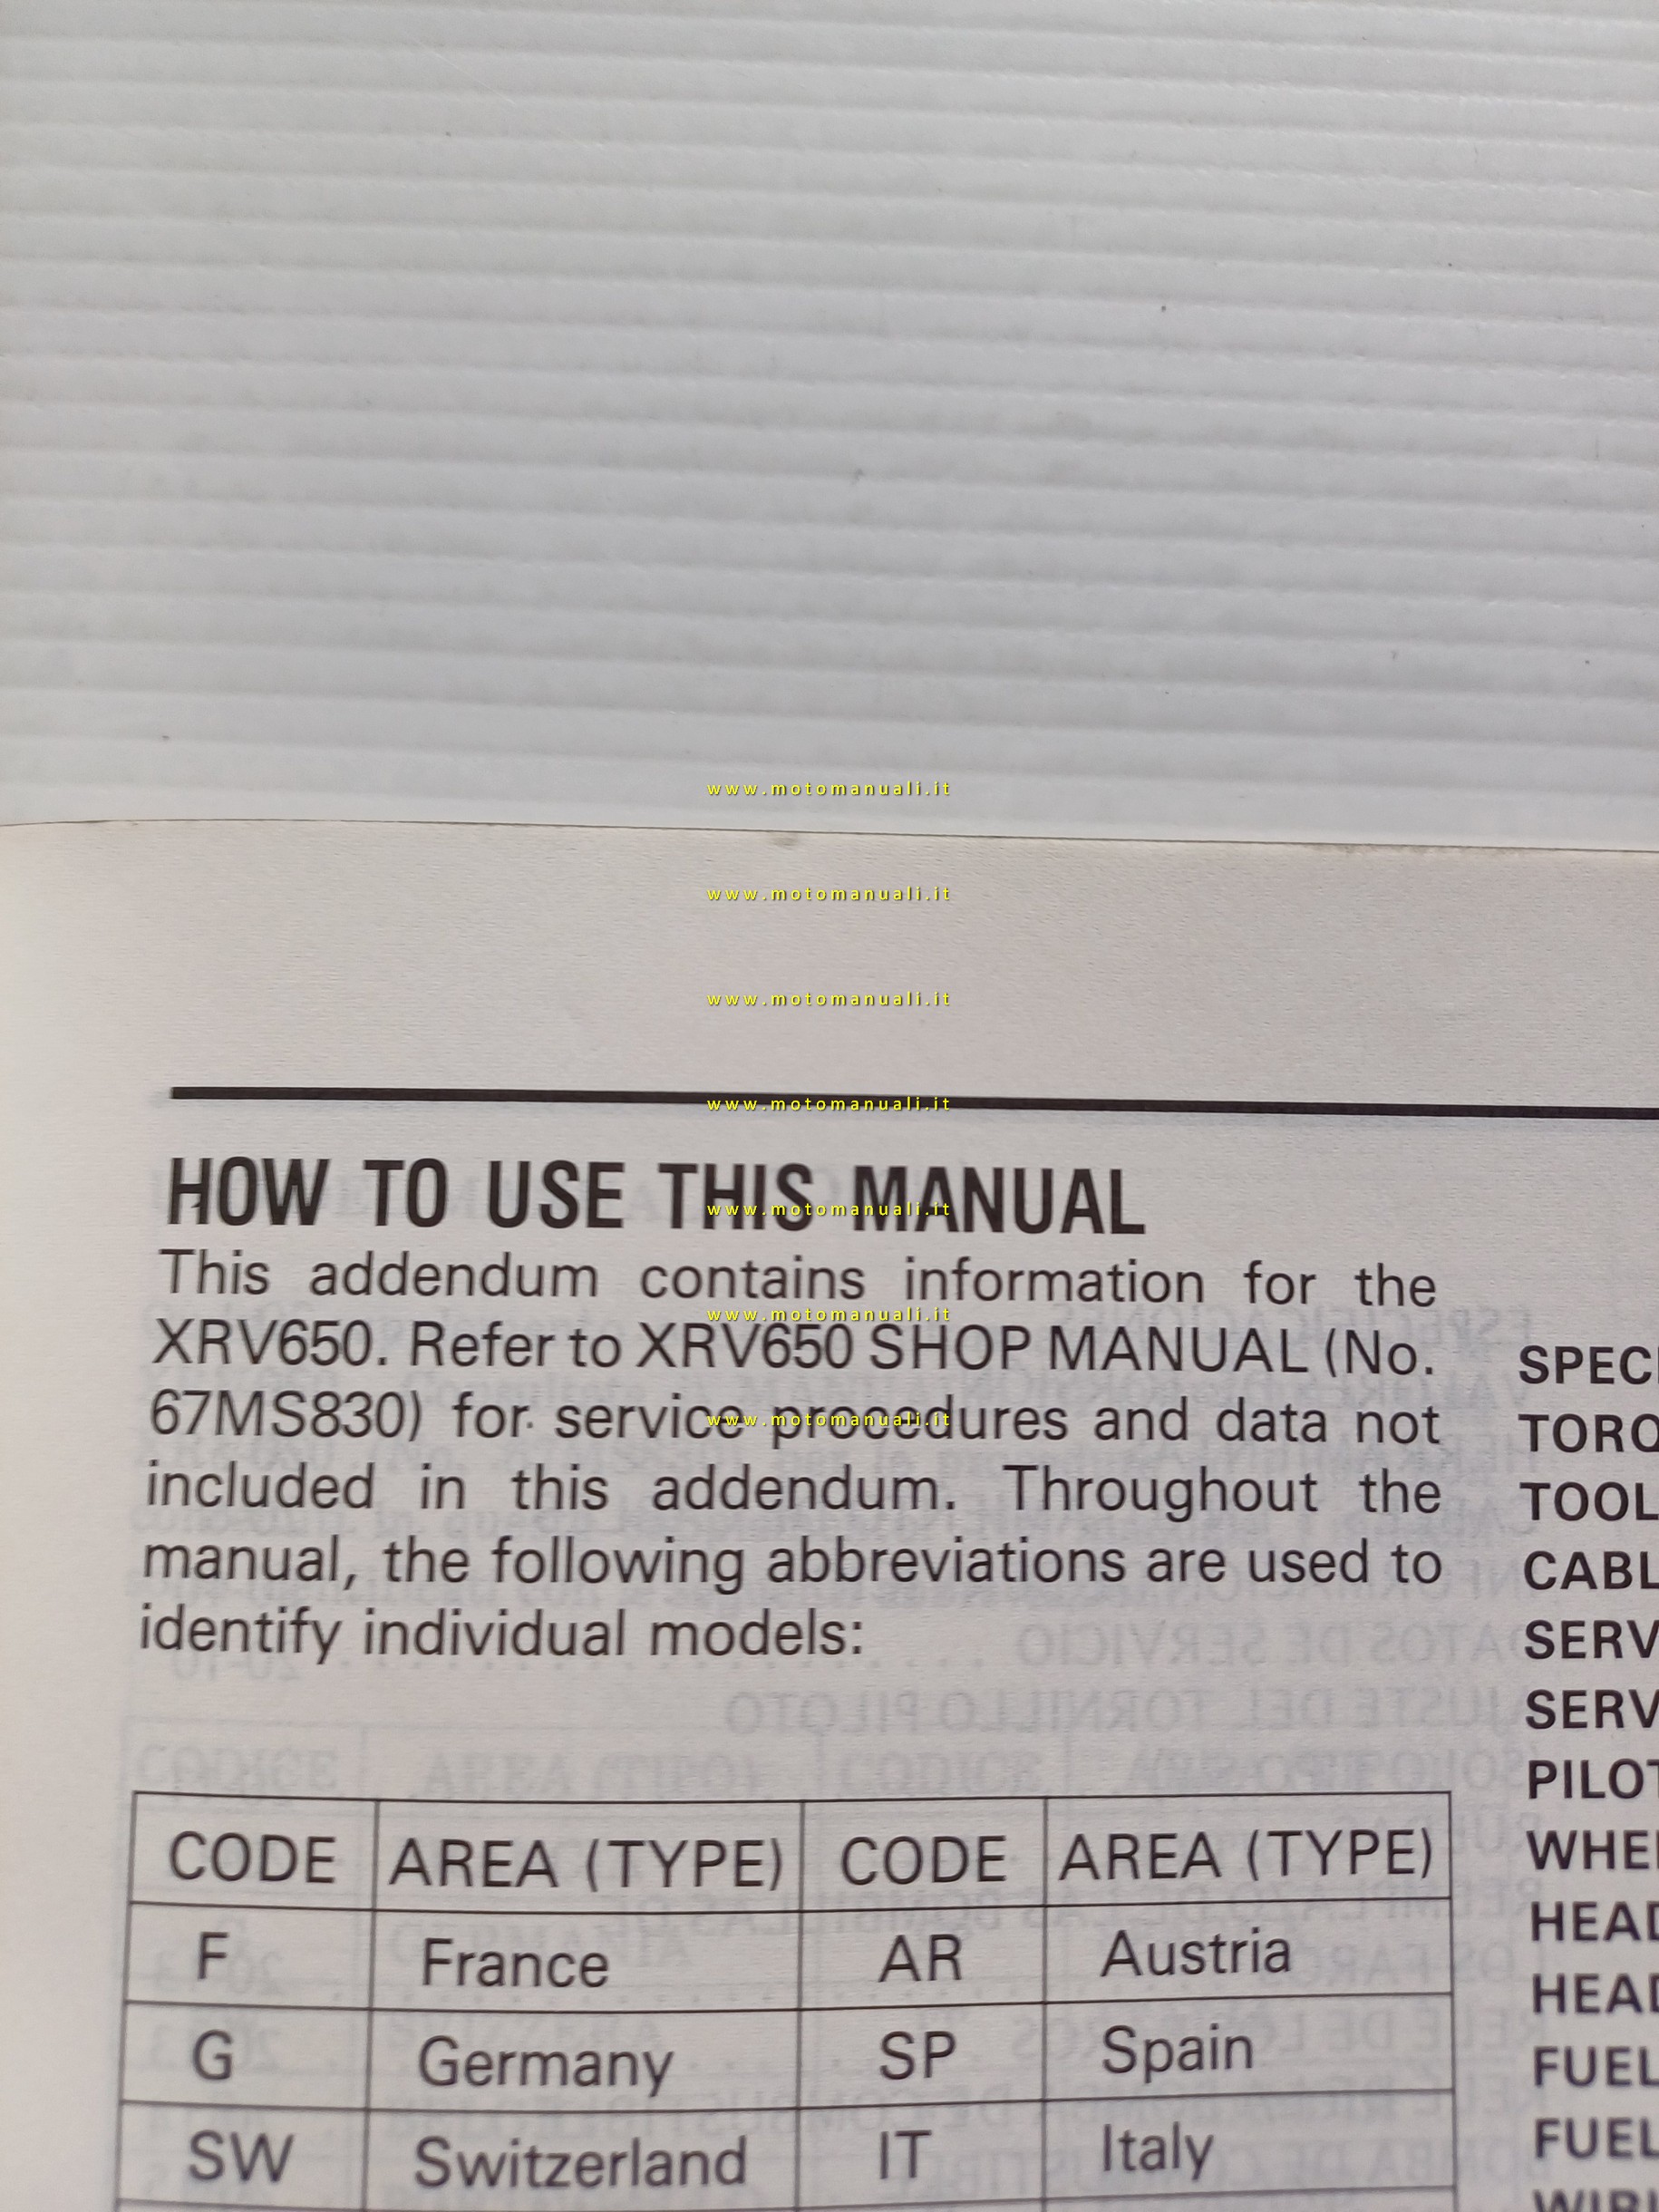 www.motomanuali.it
www.motomanuali.it
www.motomanuali.it
www.motomanuali.it
HOW TO USE THIS MANUAL
www.motomanuali.it
This addendum contains information for the
www.motomanuali.it
XRV650. Refer to XRV650 SHOP MANUAL (No.
67MS830) for service procedures and data not
www.motomanuali.it
included in this addendum. Throughout the
manual, the following abbreviations are used to
identify individual models:
CODE AREA (TYPE) CODE AREA (TYPE)
F France AR Austria
G Germany SP Spain
SW Switzerland IT Italy
SPECI
TORQ
TOOL
CABL
SERV
SERV
PILOT
WHEE
HEAD
HEAD
FUEL
FUEL